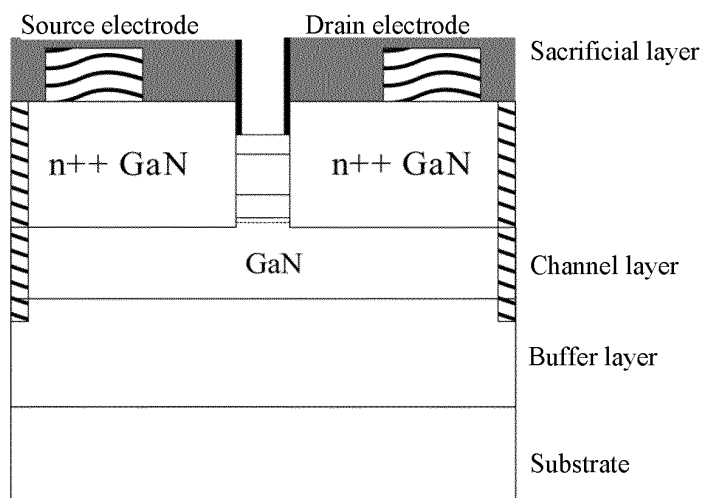 Source electrode
Drain electrode
Sacrificial layer
n++ GaN
n++ GaN
GaN
Channel layer
Buffer layer
Substrate